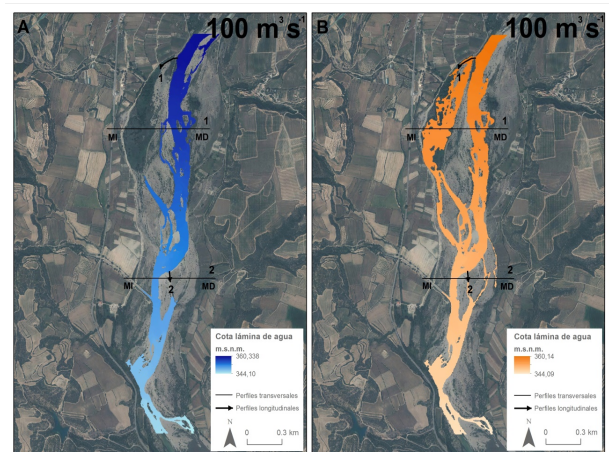 A
100 m³ s⁻¹
1
1
MI
MD
2
MI
MD
2
Cota lámina de agua
m.s.n.m.
360,338
344,10
Perfiles transversales
Perfiles longitudinales
N
0 0.3 km
B
100 m³ s⁻¹
1
1
MI
MD
2
MI
MD
2
Cota lámina de agua
m.s.n.m.
360,14
344,09
Perfiles transversales
Perfiles longitudinales
N
0 0.3 km